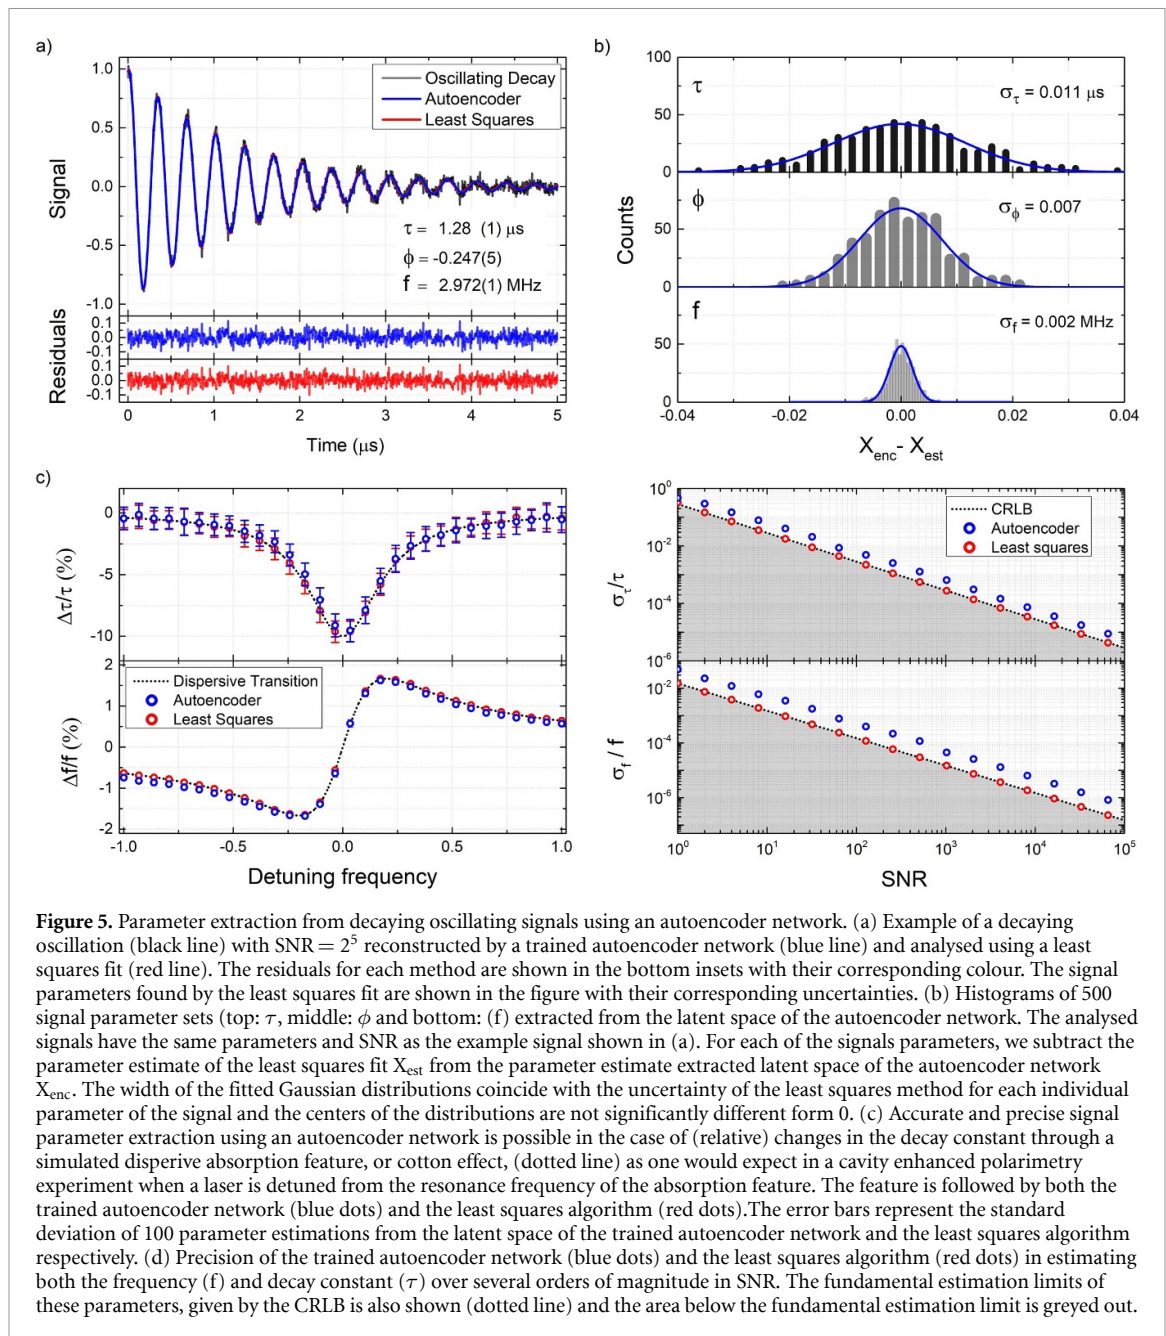 a)
1.0
0.5
0.0
-0.5
-1.0
Signal
Oscillating Decay
Autoencoder
Least Squares
τ = 1.28 (1) μs
ϕ = -0.247(5)
f = 2.972(1) MHz
0.1
0.0
-0.1
0.1
0.0
-0.1
Residuals
0
1
2
3
4
5
Time (μs)
b)
100
50
0
50
0
50
0
Counts
τ
στ = 0.011 μs
ϕ
σϕ = 0.007
f
σf = 0.002 MHz
-0.04
-0.02
0.00
0.02
0.04
Xenc- Xest
c)
0
-5
-10
Δτ/τ (%)
2
1
0
-1
-2
Δf/f (%)
Dispersive Transition
Autoencoder
Least Squares
-1.0
-0.5
0.0
0.5
1.0
Detuning frequency
10^0
10^-2
10^-4
10^-6
στ/τ
CRLB
Autoencoder
Least squares
10^-2
10^-4
10^-6
σf / f
10^0
10^1
10^2
10^3
10^4
10^5
SNR
Figure 5. Parameter extraction from decaying oscillating signals using an autoencoder network. (a) Example of a decaying
oscillation (black line) with SNR = 2^5 reconstructed by a trained autoencoder network (blue line) and analysed using a least
squares fit (red line). The residuals for each method are shown in the bottom insets with their corresponding colour. The signal
parameters found by the least squares fit are shown in the figure with their corresponding uncertainties. (b) Histograms of 500
signal parameter sets (top: τ, middle: ϕ and bottom: (f) extracted from the latent space of the autoencoder network. The analysed
signals have the same parameters and SNR as the example signal shown in (a). For each of the signals parameters, we subtract the
parameter estimate of the least squares fit Xest from the parameter estimate extracted latent space of the autoencoder network
Xenc. The width of the fitted Gaussian distributions coincide with the uncertainty of the least squares method for each individual
parameter of the signal and the centers of the distributions are not significantly different form 0. (c) Accurate and precise signal
parameter extraction using an autoencoder network is possible in the case of (relative) changes in the decay constant through a
simulated disperive absorption feature, or cotton effect, (dotted line) as one would expect in a cavity enhanced polarimetry
experiment when a laser is detuned from the resonance frequency of the absorption feature. The feature is followed by both the
trained autoencoder network (blue dots) and the least squares algorithm (red dots).The error bars represent the standard
deviation of 100 parameter estimations from the latent space of the trained autoencoder network and the least squares algorithm
respectively. (d) Precision of the trained autoencoder network (blue dots) and the least squares algorithm (red dots) in estimating
both the frequency (f) and decay constant (τ) over several orders of magnitude in SNR. The fundamental estimation limits of
these parameters, given by the CRLB is also shown (dotted line) and the area below the fundamental estimation limit is greyed out.